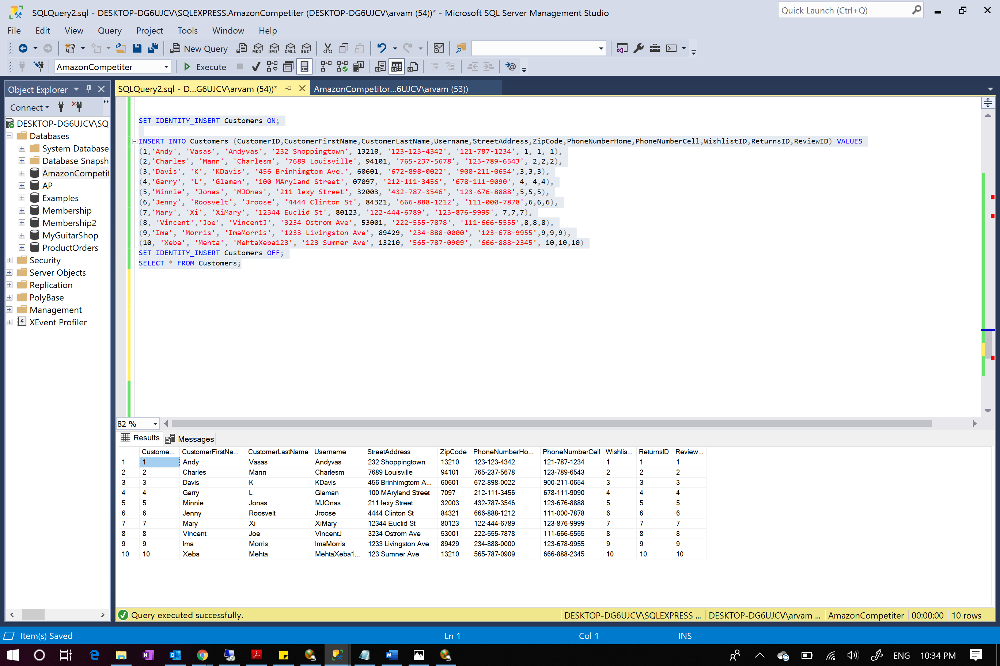 SQLQuery2.sql - DESKTOP-DG6UJCV\SQLEXPRESS.AmazonCompetiter (DESKTOP-DG6UJCV\arvam (54))* - Microsoft SQL Server Management Studio
Quick Launch (Ctrl+Q)
File Edit View Query Project Tools Window Help
New Query MDX DMX XMLA DAX
AmazonCompetiter Execute
Object Explorer
SQLQuery2.sql - D...G6UJCV\arvam (54))* AmazonCompetitor...6UJCV\arvam (53))
Connect
DESKTOP-DG6UJCV\SQ
Databases
System Database
Database Snapsh
AmazonCompetit
AP
Examples
Membership
Membership2
MyGuitarShop
ProductOrders
Security
Server Objects
Replication
PolyBase
Management
XEvent Profiler
SET IDENTITY_INSERT Customers ON;
INSERT INTO Customers (CustomerID,CustomerFirstName,CustomerLastName,Username,StreetAddress,ZipCode,PhoneNumberHome,PhoneNumberCell,WishlistID,ReturnsID,ReviewID) VALUES
(1,'Andy', 'Vasas', 'Andyvas', '232 Shoppingtown', 13210, '123-123-4342', '121-787-1234', 1, 1, 1),
(2,'Charles', 'Mann', 'Charlesm', '7689 Louisville', 94101, '765-237-5678', '123-789-6543', 2,2,2),
(3,'Davis', 'K', 'KDavis', '456 Brinhimgtom Ave.', 60601, '672-898-0022', '900-211-0654',3,3,3),
(4,'Garry', 'L', 'Glaman', '100 MAryland Street', 07097, '212-111-3456', '678-111-9090', 4, 4,4),
(5,'Minnie', 'Jonas', 'MJOnas', '211 lexy Street', 32003, '432-787-3546', '123-676-8888',5,5,5),
(6,'Jenny', 'Roosvelt', 'Jroose', '4444 Clinton St', 84321, '666-888-1212', '111-000-7878',6,6,6),
(7,'Mary', 'Xi', 'XiMary', '12344 Euclid St', 80123, '122-444-6789', '123-876-9999', 7,7,7),
(8, 'Vincent','Joe', 'VincentJ', '3234 Ostrom Ave', 53001, '222-555-7878', '111-666-5555',8,8,8),
(9,'Ima', 'Morris', 'ImaMorris', '1233 Livingston Ave', 89429, '234-888-0000', '123-678-9955',9,9,9),
(10, 'Xeba', 'Mehta', 'MehtaXeba123', '123 Sumner Ave', 13210, '565-787-0909', '666-888-2345', 10,10,10)
SET IDENTITY_INSERT Customers OFF;
SELECT * FROM Customers;
82 %
Results Messages
Custome... CustomerFirstNa... CustomerLastName Username StreetAddress ZipCode PhoneNumberHo... PhoneNumberCell Wishlis... ReturnsID Review...
1 1 Andy Vasas Andyvas 232 Shoppingtown 13210 123-123-4342 121-787-1234 1 1 1
2 2 Charles Mann Charlesm 7689 Louisville 94101 765-237-5678 123-789-6543 2 2 2
3 3 Davis K KDavis 456 Brinhimgtom A... 60601 672-898-0022 900-211-0654 3 3 3
4 4 Garry L Glaman 100 MAryland Street 7097 212-111-3456 678-111-9090 4 4 4
5 5 Minnie Jonas MJOnas 211 lexy Street 32003 432-787-3546 123-676-8888 5 5 5
6 6 Jenny Roosvelt Jroose 4444 Clinton St 84321 666-888-1212 111-000-7878 6 6 6
7 7 Mary Xi XiMary 12344 Euclid St 80123 122-444-6789 123-876-9999 7 7 7
8 8 Vincent Joe VincentJ 3234 Ostrom Ave 53001 222-555-7878 111-666-5555 8 8 8
9 9 Ima Morris ImaMorris 1233 Livingston Ave 89429 234-888-0000 123-678-9955 9 9 9
10 10 Xeba Mehta MehtaXeba1... 123 Sumner Ave 13210 565-787-0909 666-888-2345 10 10 10
Query executed successfully. DESKTOP-DG6UJCV\SQLEXPRESS ... DESKTOP-DG6UJCV\arvam ... AmazonCompetiter 00:00:00 10 rows
Item(s) Saved Ln 1 Col 1 INS
ENG 10:34 PM